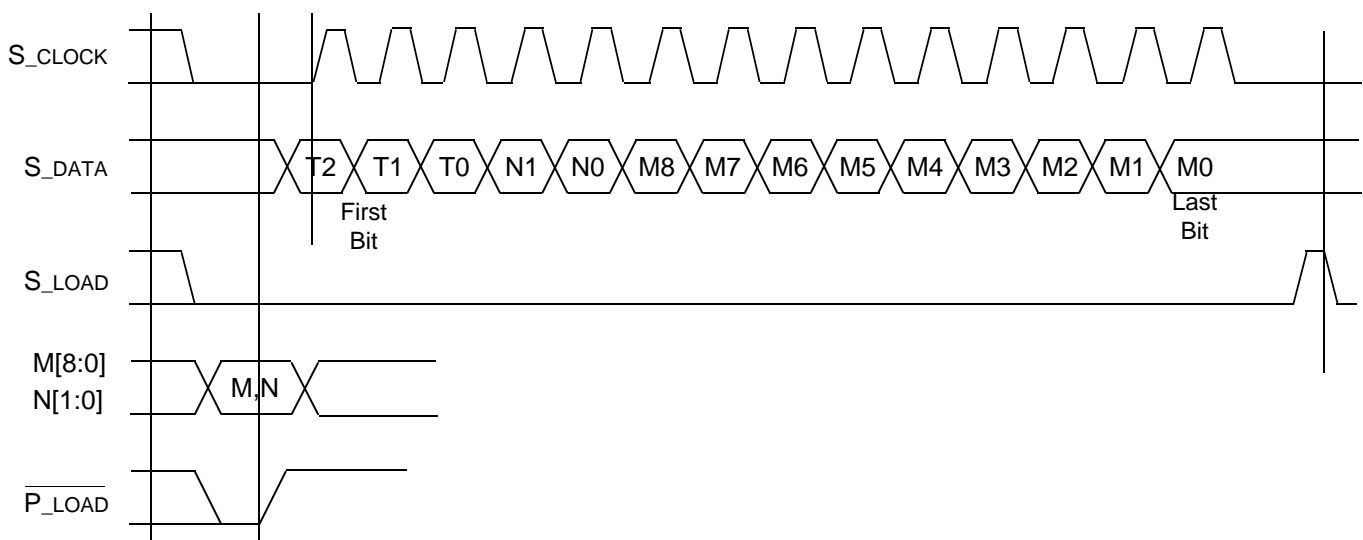 S_CLOCK
S_DATA
T2 T1 T0 N1 N0 M8 M7 M6 M5 M4 M3 M2 M1 M0
First
Bit
Last
Bit
S_LOAD
M[8:0]
N[1:0]
M,N
P_LOAD